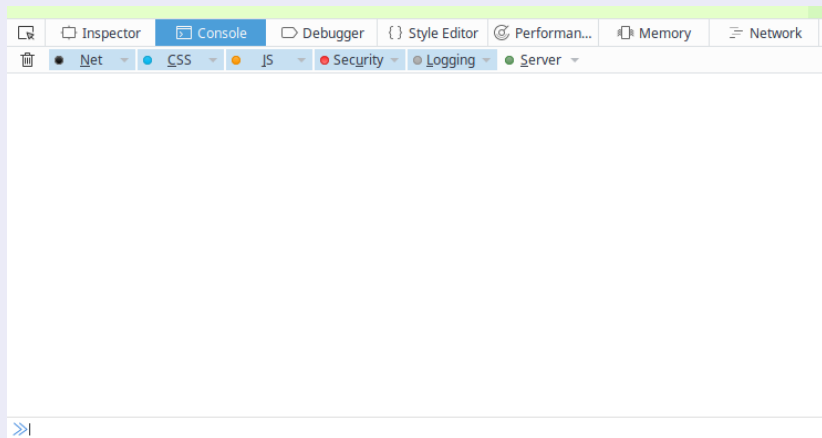 Inspector Console Debugger { } Style Editor Performan... Memory Network
Net CSS JS Security Logging Server